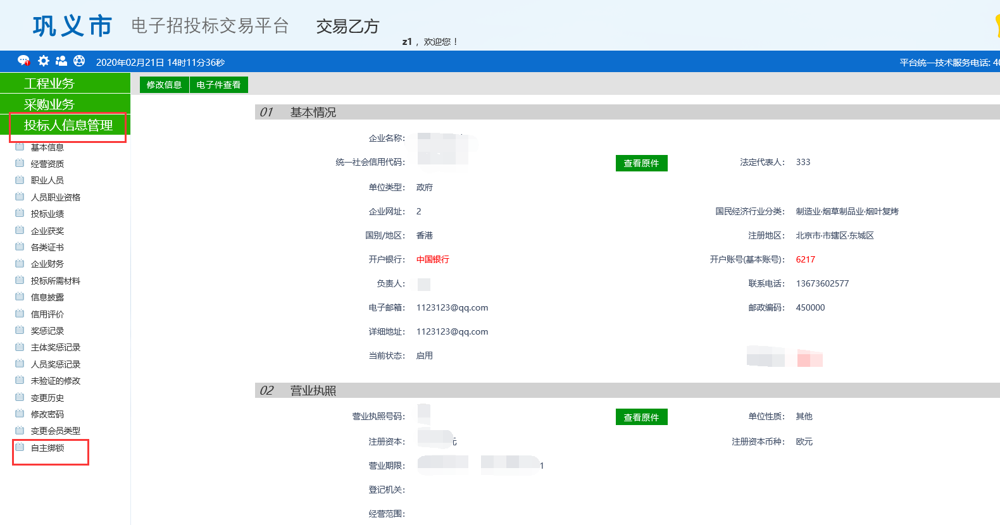 巩义市 电子招投标交易平台 交易乙方
z1 ，欢迎您！
2020年02月21日 14时11分36秒 平台统一技术服务电话: 40
工程业务
采购业务
投标人信息管理
基本信息
经营资质
职业人员
人员职业资格
投标业绩
企业获奖
各类证书
企业财务
投标所需材料
信息披露
信用评价
奖惩记录
主体奖惩记录
人员奖惩记录
未验证的修改
变更历史
修改密码
变更会员类型
自主绑锁
修改信息 电子件查看
01 基本情况
企业名称:
统一社会信用代码: 查看原件 法定代表人: 333
单位类型: 政府
企业网址: 2 国民经济行业分类: 制造业·烟草制品业·烟叶复烤
国别/地区: 香港 注册地区: 北京市·市辖区·东城区
开户银行: 中国银行 开户账号(基本账号): 6217
负责人: 联系电话: 13673602577
电子邮箱: 1123123@qq.com 邮政编码: 450000
详细地址: 1123123@qq.com
当前状态: 启用
02 营业执照
营业执照号码: 查看原件 单位性质: 其他
注册资本: 元 注册资本币种: 欧元
营业期限: 1
登记机关:
经营范围: